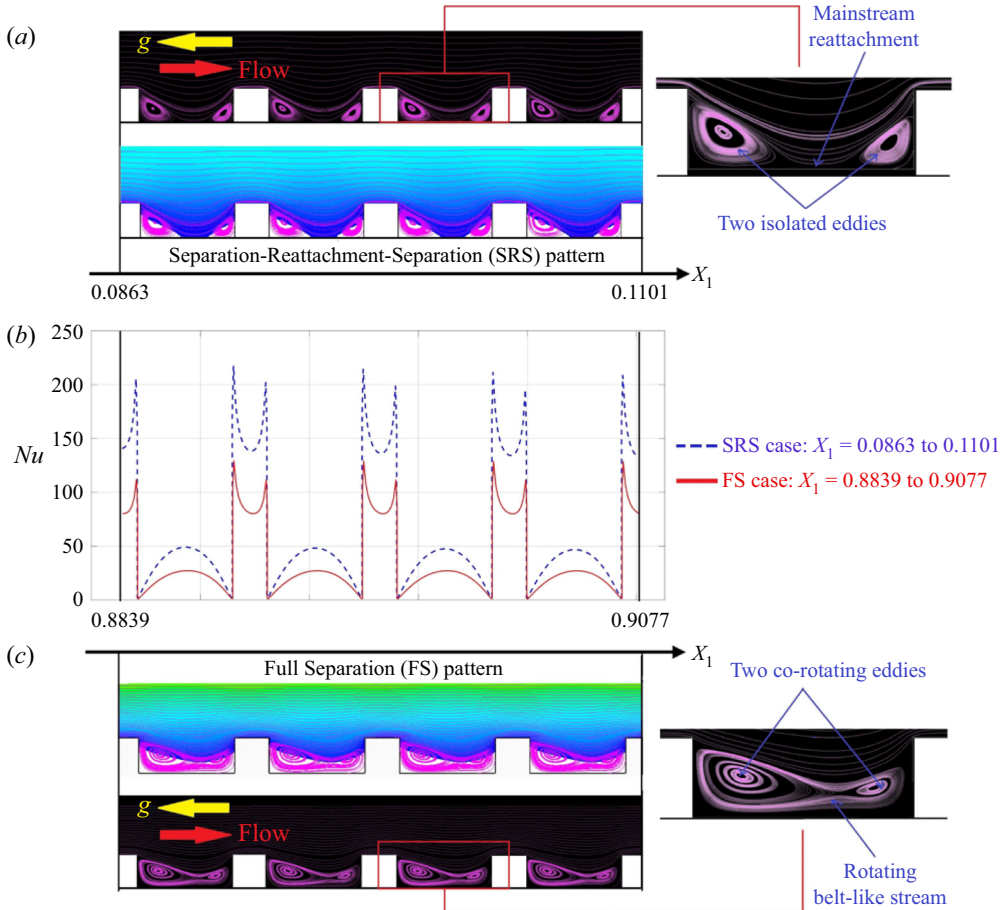 (a)
g
Flow
Mainstream
reattachment
Two isolated eddies
Separation-Reattachment-Separation (SRS) pattern
X1
0.0863
0.1101
(b)
250
200
150
Nu
100
50
0
0.8839
0.9077
SRS case: X1 = 0.0863 to 0.1101
FS case: X1 = 0.8839 to 0.9077
(c)
X1
Full Separation (FS) pattern
Two co-rotating eddies
g
Flow
Rotating
belt-like stream